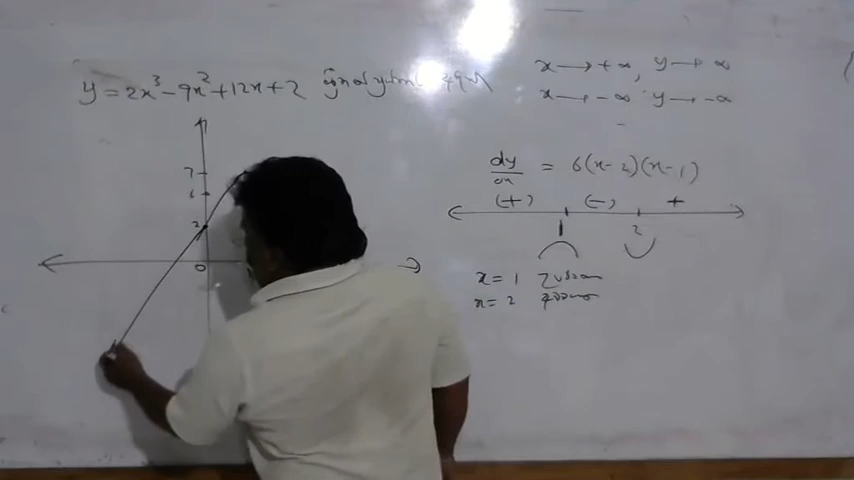 y = 2x³ - 9x² + 12x + 2
x → +∞, y → ∞
x → -∞ y → -∞
dy/dx = 6(x-2)(x-1)
(+) (-) +
1 2
x = 1
x = 2
7
6
2
0